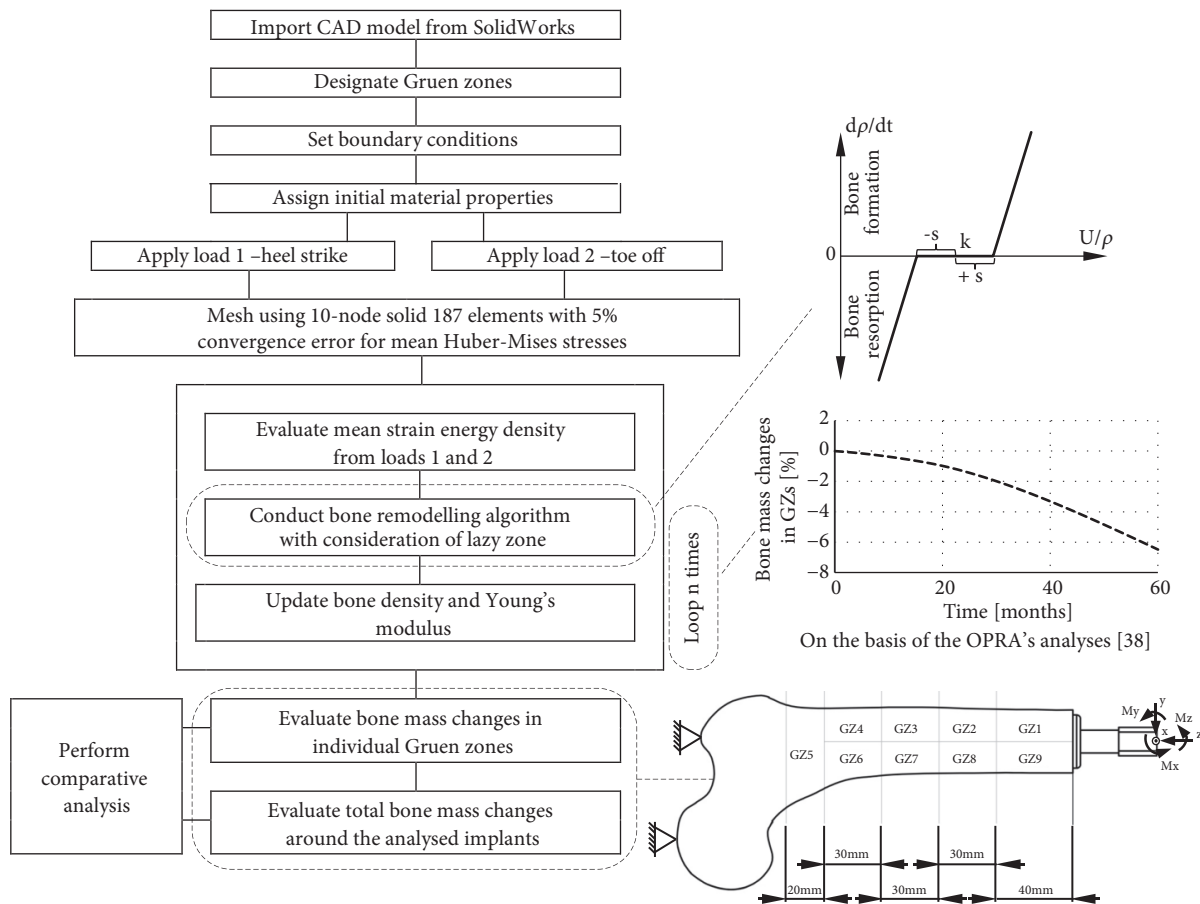 Import CAD model from SolidWorks
Designate Gruen zones
Set boundary conditions
Assign initial material properties
Apply load 1 –heel strike
Apply load 2 –toe off
Mesh using 10-node solid 187 elements with 5%
convergence error for mean Huber-Mises stresses
Evaluate mean strain energy density
from loads 1 and 2
Conduct bone remodelling algorithm
with consideration of lazy zone
Update bone density and Young's
modulus
Loop n times
Perform
comparative
analysis
Evaluate bone mass changes in
individual Gruen zones
Evaluate total bone mass changes
around the analysed implants
dρ/dt
Bone
formation
Bone
resorption
0
-s
k
+ s
U/ρ
Bone mass changes
in GZs [%]
2
0
−2
−4
−6
−8
0
20
40
60
Time [months]
On the basis of the OPRA's analyses [38]
GZ5
GZ4
GZ3
GZ2
GZ1
GZ6
GZ7
GZ8
GZ9
My
y
Mz
x
z
Mx
30mm
30mm
20mm
30mm
40mm